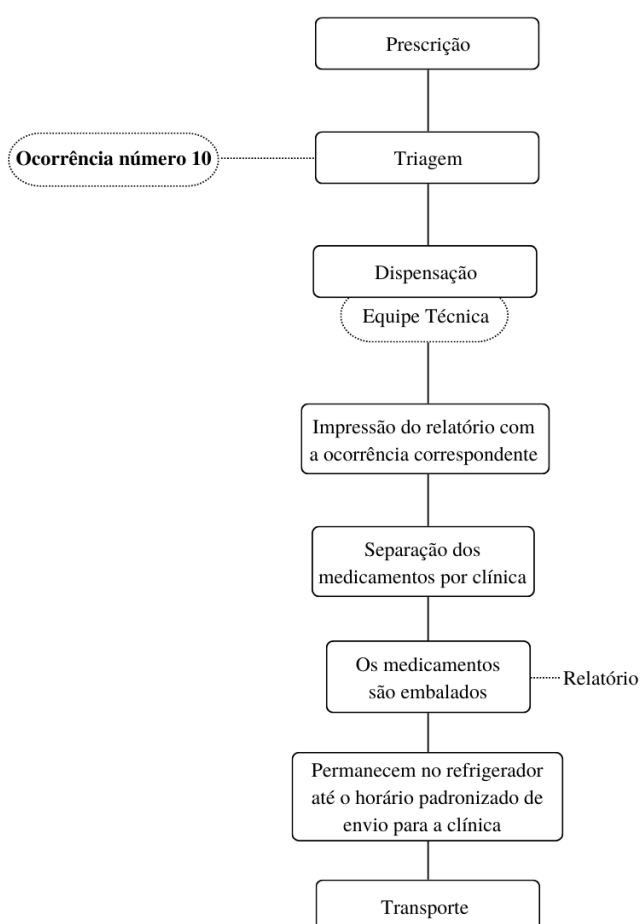 Prescrição
Ocorrência número 10
Triagem
Dispensação
Equipe Técnica
Impressão do relatório com
a ocorrência correspondente
Separação dos
medicamentos por clínica
Os medicamentos
são embalados
Relatório
Permanecem no refrigerador
até o horário padronizado de
envio para a clínica
Transporte